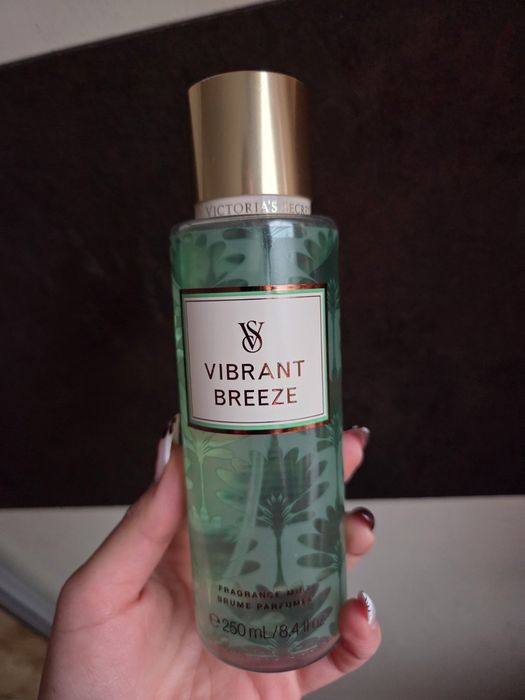 VICTORIA'S SECRET
VS
VIBRANT
BREEZE
FRAGRANCE MIST
BRUME PARFUMÉE
℮ 250 mL/8.4 fl oz